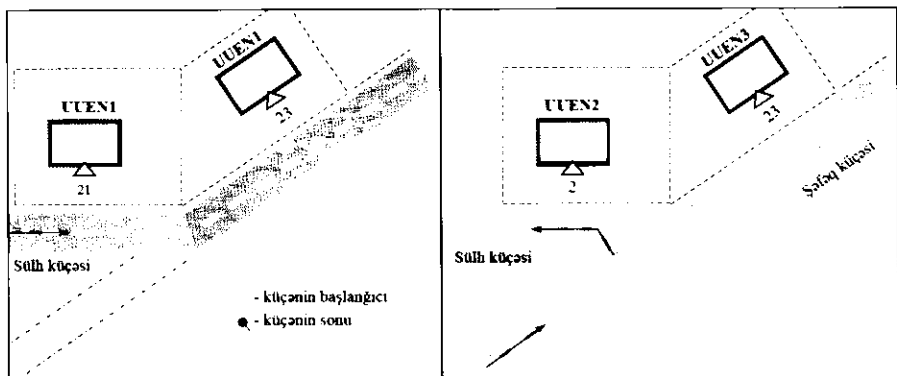 UUEN1
UUEN1
23
21
Sülh küçəsi
- küçənin başlanğıcı
- küçənin sonu
UUEN3
UUEN2
23
2
Şəfəq küçəsi
Sülh küçəsi